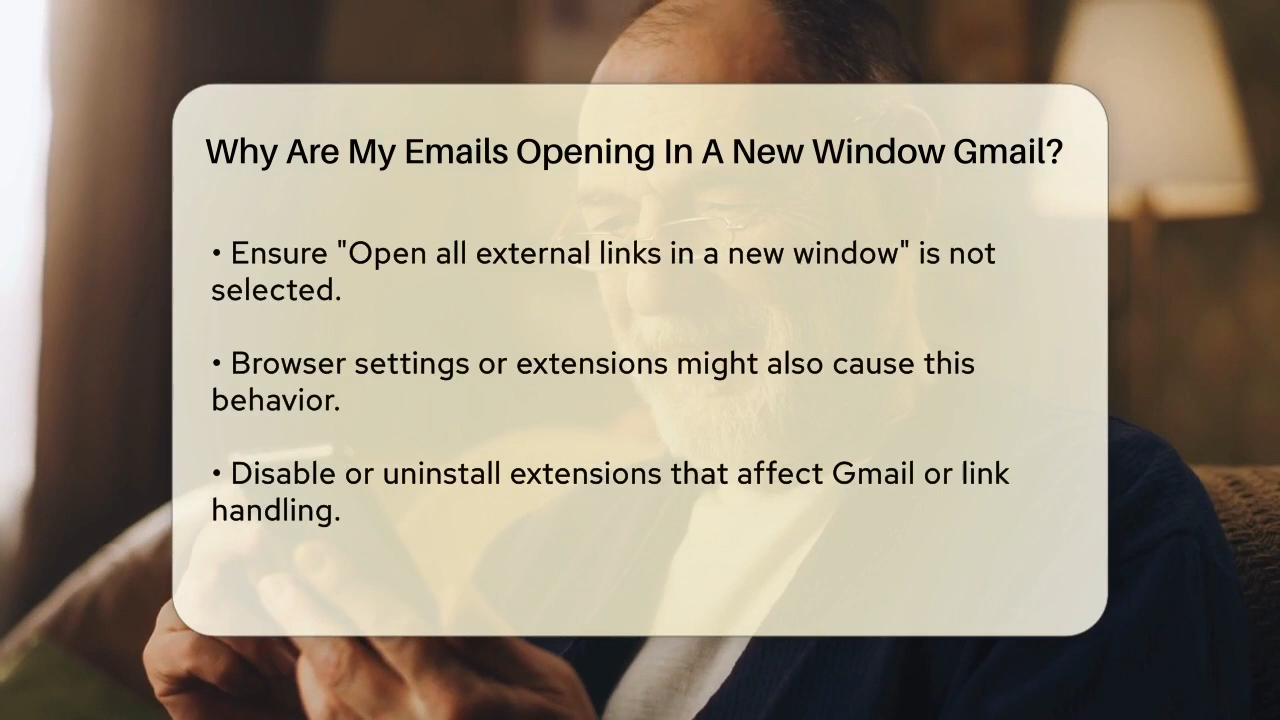 Why Are My Emails Opening In A New Window Gmail?
• Ensure "Open all external links in a new window" is not
selected.
• Browser settings or extensions might also cause this
behavior.
• Disable or uninstall extensions that affect Gmail or link
handling.